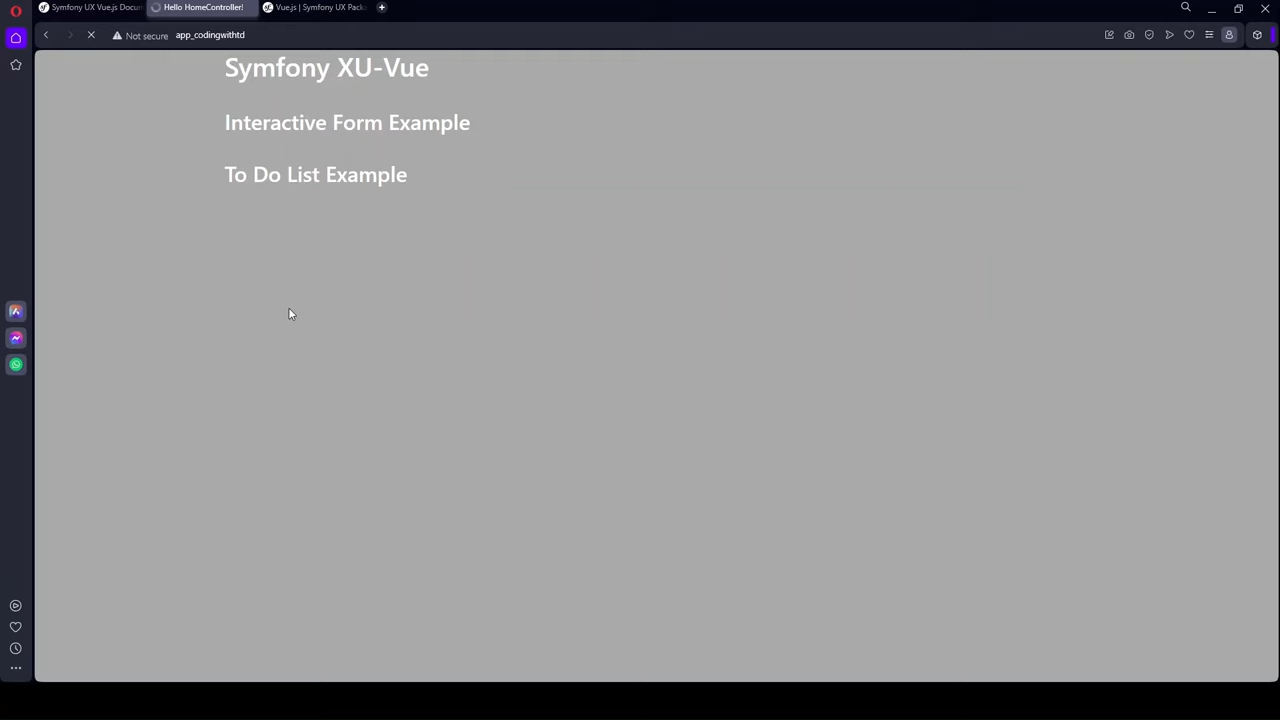 Symfony UX Vue.js Docum
Hello HomeController!
Vue.js | Symfony UX Pack
Not secure
app_codingwithtd
Symfony XU-Vue
Interactive Form Example
To Do List Example